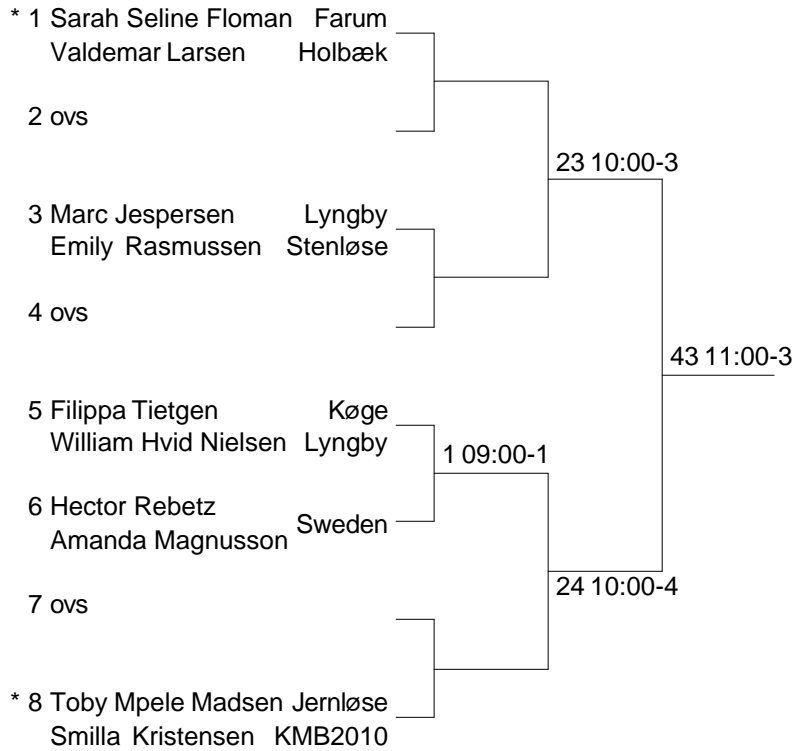 * 1 Sarah Seline Floman Farum
Valdemar Larsen Holbæk
2 ovs
23 10:00-3
3 Marc Jespersen Lyngby
Emily Rasmussen Stenløse
4 ovs
43 11:00-3
5 Filippa Tietgen Køge
William Hvid Nielsen Lyngby
1 09:00-1
6 Hector Rebetz
Sweden
Amanda Magnusson
24 10:00-4
7 ovs
* 8 Toby Mpele Madsen Jernløse
Smilla Kristensen KMB2010